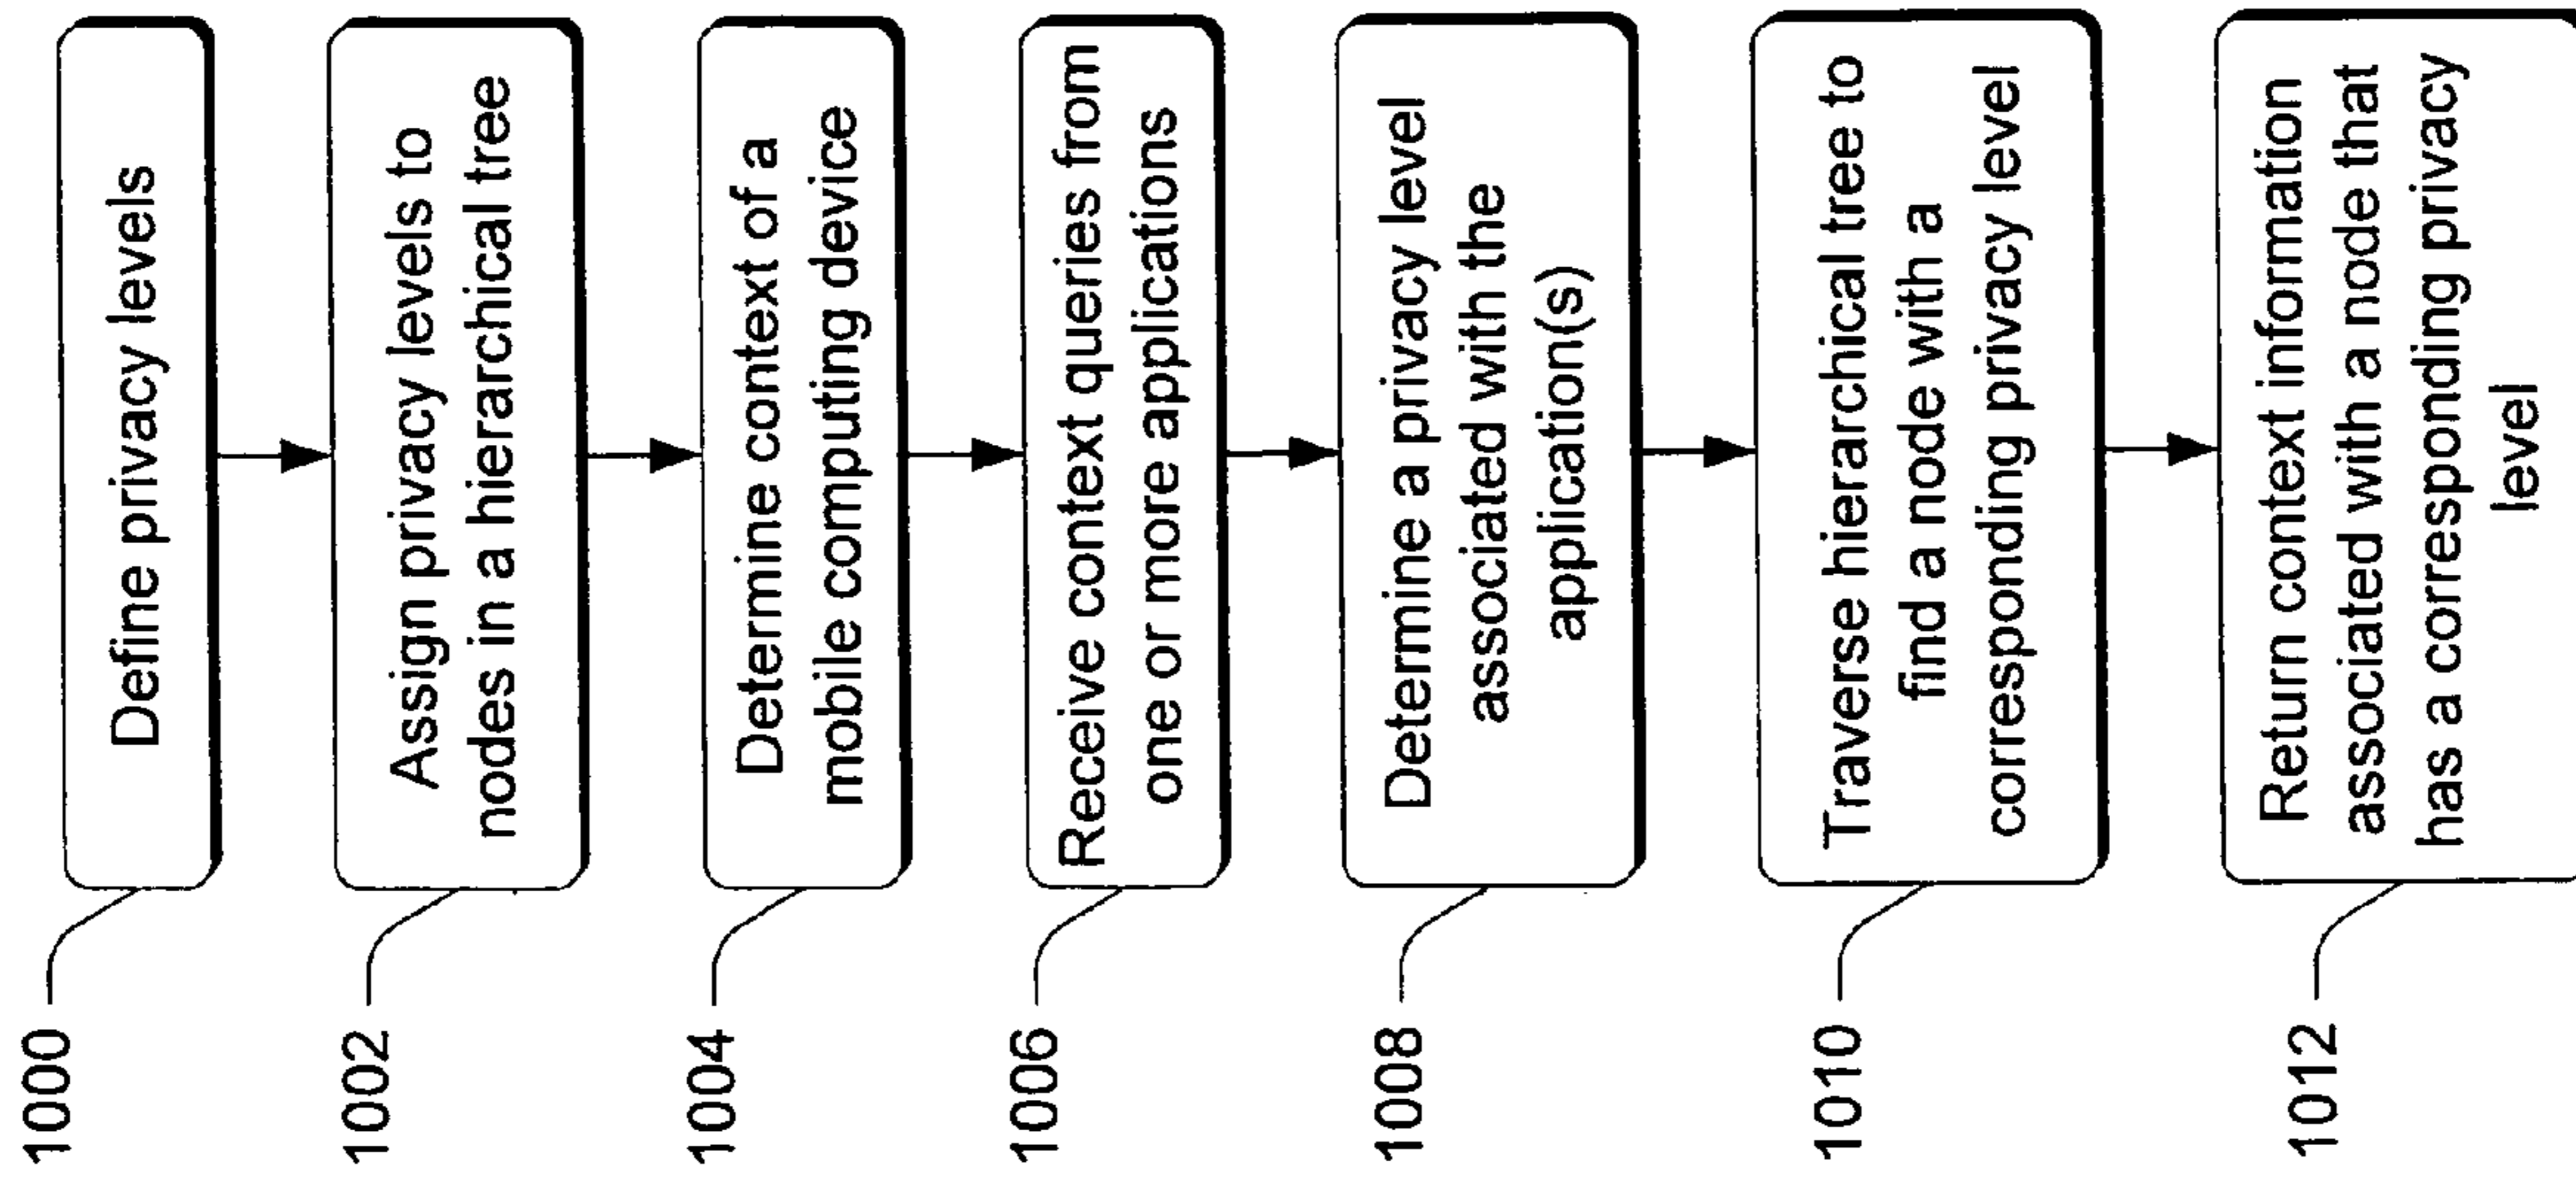 1000
Define privacy levels
1002
Assign privacy levels to
nodes in a hierarchical tree
1004
Determine context of a
mobile computing device
1006
Receive context queries from
one or more applications
1008
Determine a privacy level
associated with the
application(s)
1010
Traverse hierarchical tree to
find a node with a
corresponding privacy level
1012
Return context information
associated with a node that
has a corresponding privacy
level